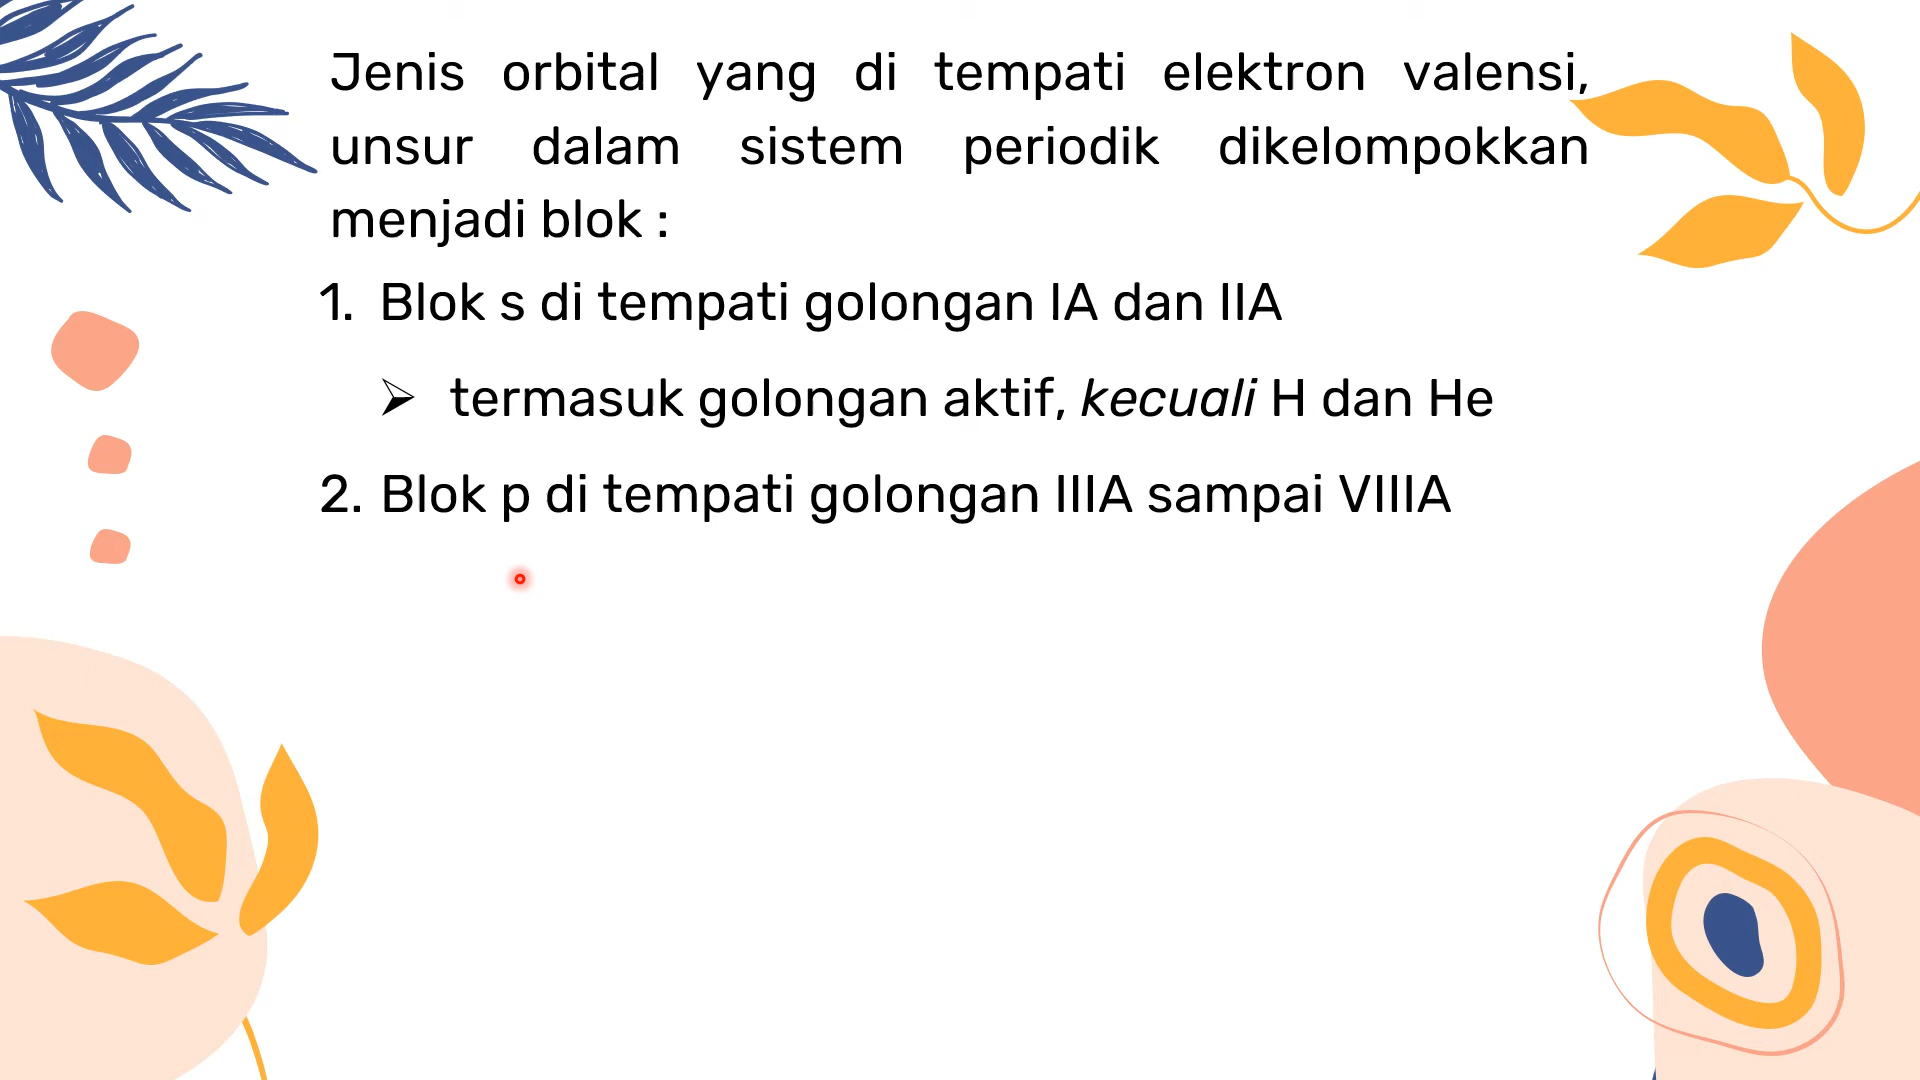 Jenis orbital yang di tempati elektron valensi,
unsur dalam sistem periodik dikelompokkan
menjadi blok :
1. Blok s di tempati golongan IA dan IIA
➢ termasuk golongan aktif, kecuali H dan He
2. Blok p di tempati golongan IIIA sampai VIIIA